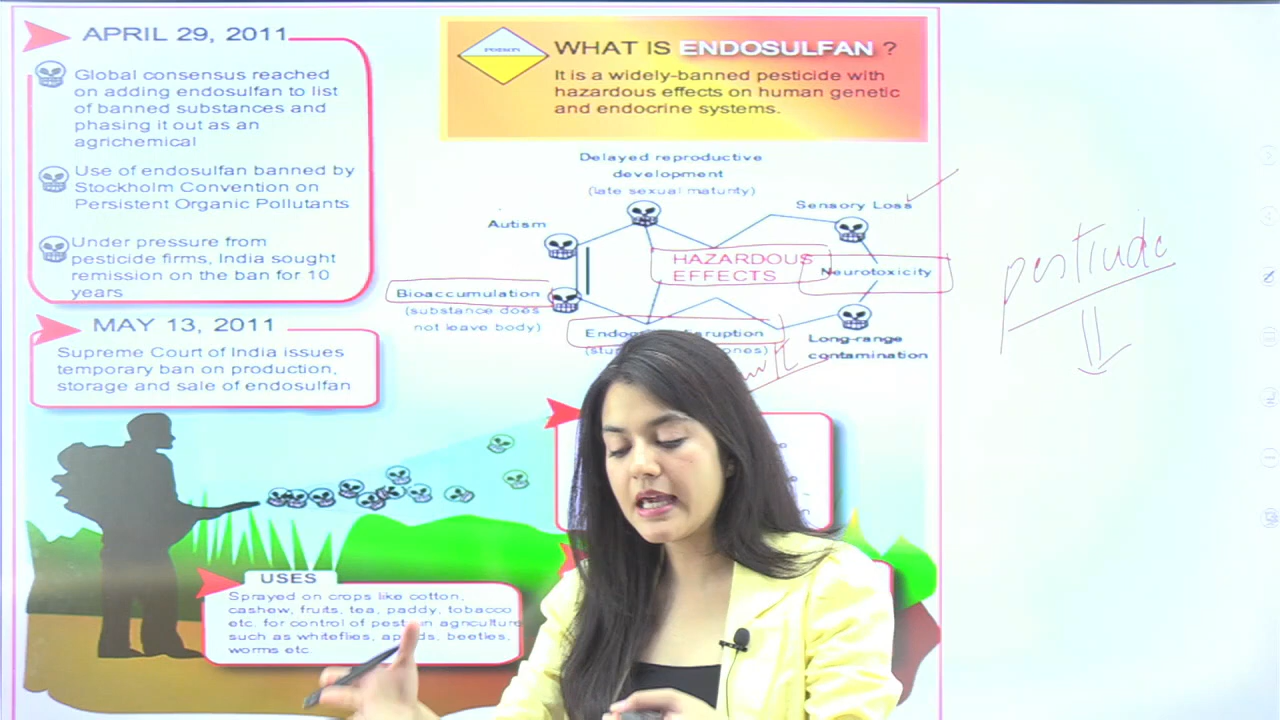 APRIL 29, 2011
Global consensus reached
on adding endosulfan to list
of banned substances and
phasing it out as an
agrichemical
Use of endosulfan banned by
Stockholm Convention on
Persistent Organic Pollutants
Under pressure from
pesticide firms, India sought
remission on the ban for 10
years
MAY 13, 2011
Supreme Court of India issues
temporary ban on production,
storage and sale of endosulfan
USES
Sprayed on crops like cotton,
cashew, fruits, tea, paddy, tobacco
etc. for control of pests in agriculture
such as whiteflies, aphids, beetles,
worms etc.
POISON
WHAT IS ENDOSULFAN ?
It is a widely-banned pesticide with
hazardous effects on human genetic
and endocrine systems.
Delayed reproductive
development
(late sexual maturity)
Sensory Loss
Autism
HAZARDOUS
EFFECTS
Neurotoxicity
Bioaccumulation
(substance does
not leave body)
Long-range
contamination
pesticide